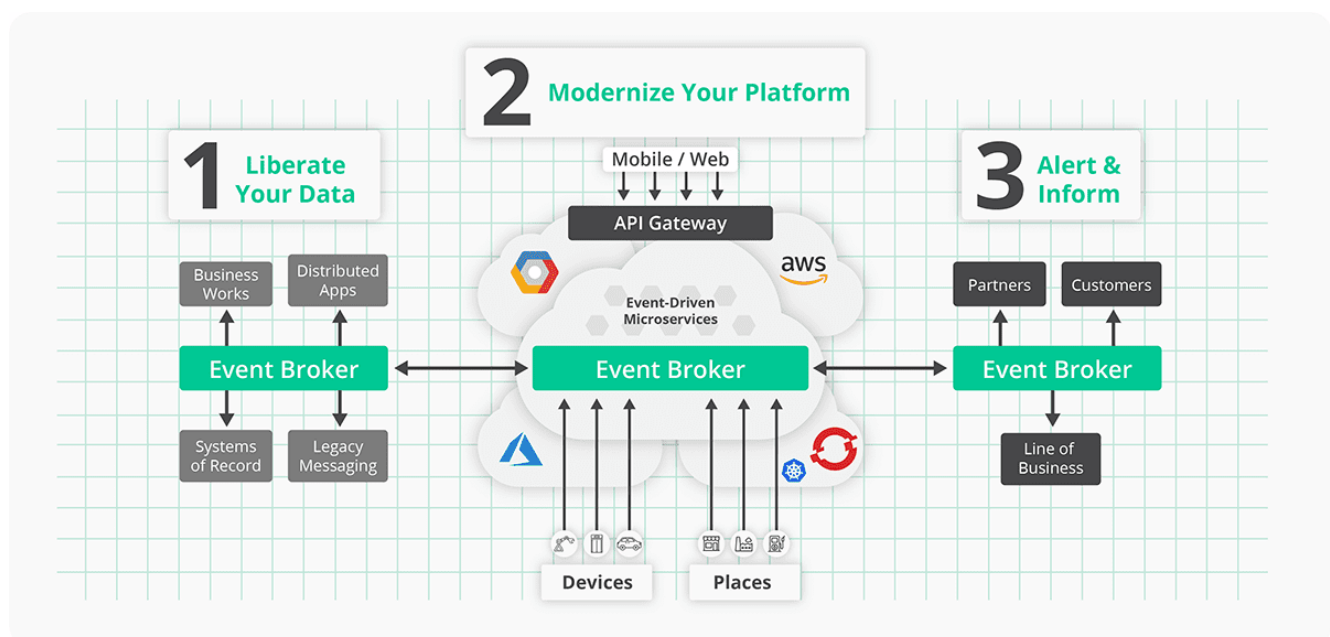 2
Modernize Your Platform
1
Liberate
Your Data
Mobile / Web
3
Alert &
Inform
API Gateway
aws
Business
Works
Distributed
Apps
Event-Driven
Microservices
Partners
Customers
Event Broker
Event Broker
Event Broker
Systems
of Record
Legacy
Messaging
Line of
Business
Devices
Places